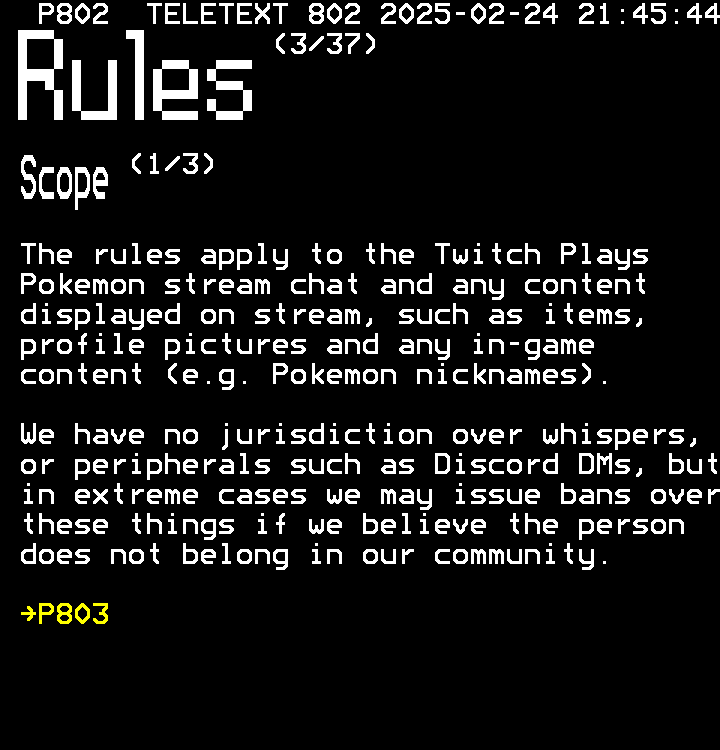 P802 TELETEXT 802 2025-02-24 21:45:44
Rules (3/37)
Scope (1/3)
The rules apply to the Twitch Plays
Pokemon stream chat and any content
displayed on stream, such as items,
profile pictures and any in-game
content (e.g. Pokemon nicknames).
We have no jurisdiction over whispers,
or peripherals such as Discord DMs, but
in extreme cases we may issue bans over
these things if we believe the person
does not belong in our community.
→P803